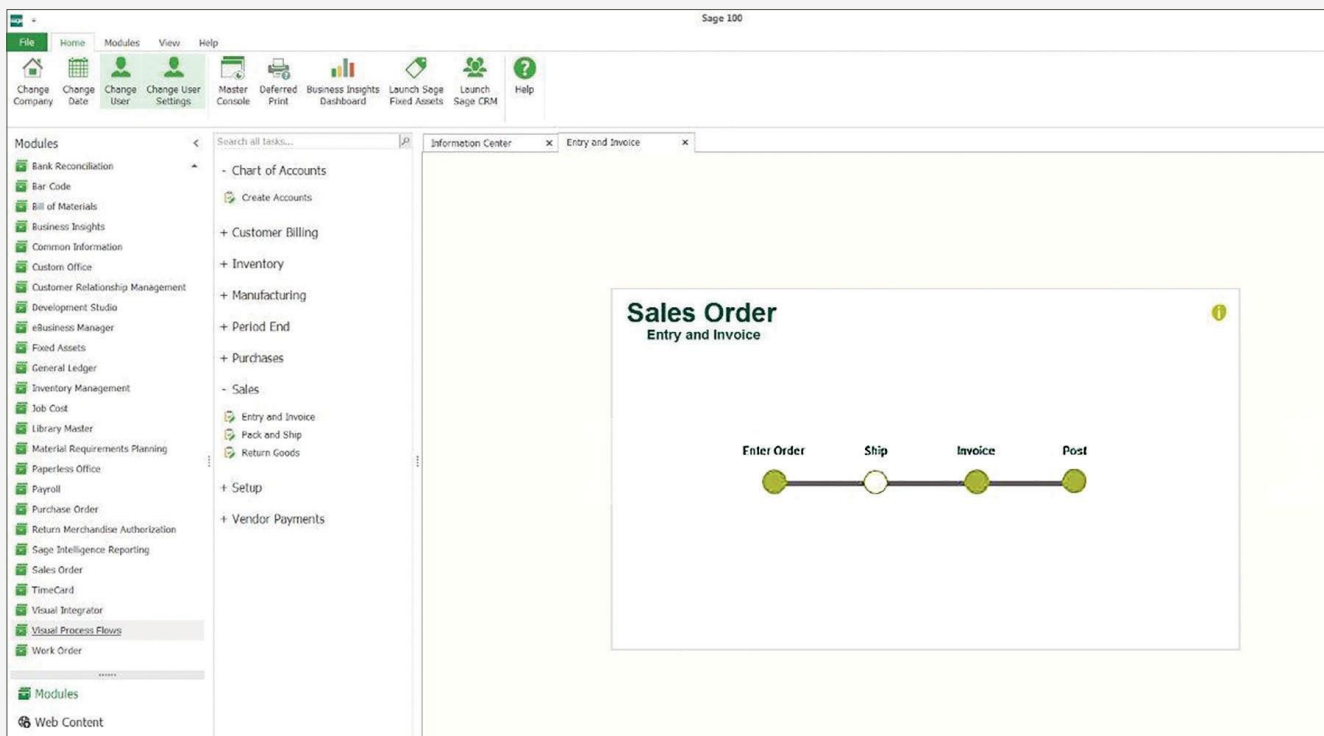 sage
Sage 100
File Home Modules View Help
Change Company
Change Date
Change User
Change User Settings
Master Console
Deferred Print
Business Insights Dashboard
Launch Sage Fixed Assets
Launch Sage CRM
Help
Modules
Bank Reconciliation
Bar Code
Bill of Materials
Business Insights
Common Information
Custom Office
Customer Relationship Management
Development Studio
eBusiness Manager
Fixed Assets
General Ledger
Inventory Management
Job Cost
Library Master
Material Requirements Planning
Paperless Office
Payroll
Purchase Order
Return Merchandise Authorization
Sage Intelligence Reporting
Sales Order
TimeCard
Visual Integrator
Visual Process Flows
Work Order
Modules
Web Content
Search all tasks...
- Chart of Accounts
Create Accounts
+ Customer Billing
+ Inventory
+ Manufacturing
+ Period End
+ Purchases
- Sales
Entry and Invoice
Pack and Ship
Return Goods
+ Setup
+ Vendor Payments
Information Center x Entry and Invoice x
Sales Order
Entry and Invoice
Enter Order Ship Invoice Post